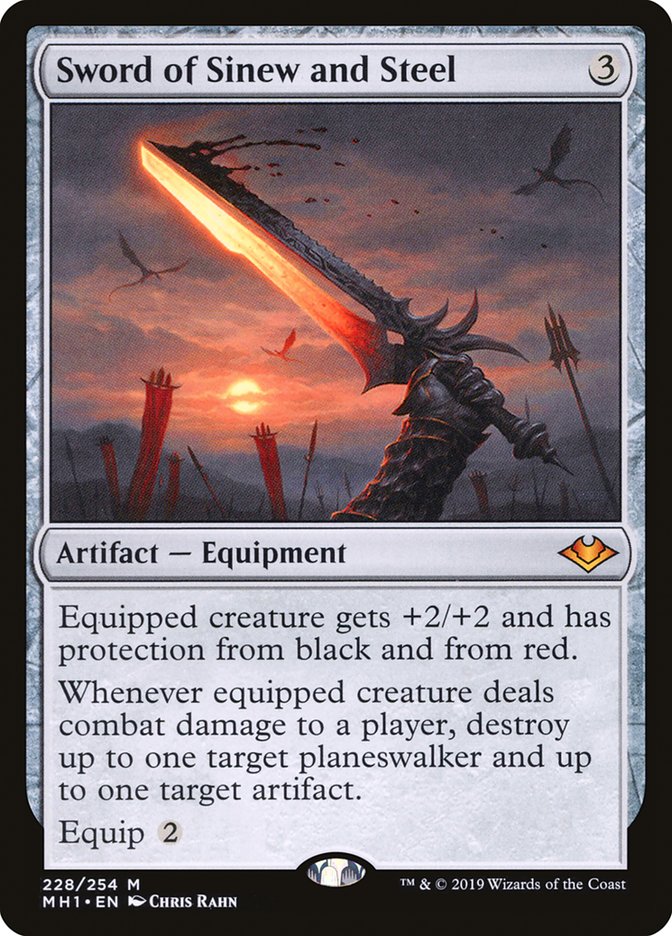 Sword of Sinew and Steel 3
Artifact — Equipment
Equipped creature gets +2/+2 and has
protection from black and from red.
Whenever equipped creature deals
combat damage to a player, destroy
up to one target planeswalker and up
to one target artifact.
Equip 2
228/254 M
MH1 • EN Chris Rahn
™ & © 2019 Wizards of the Coast